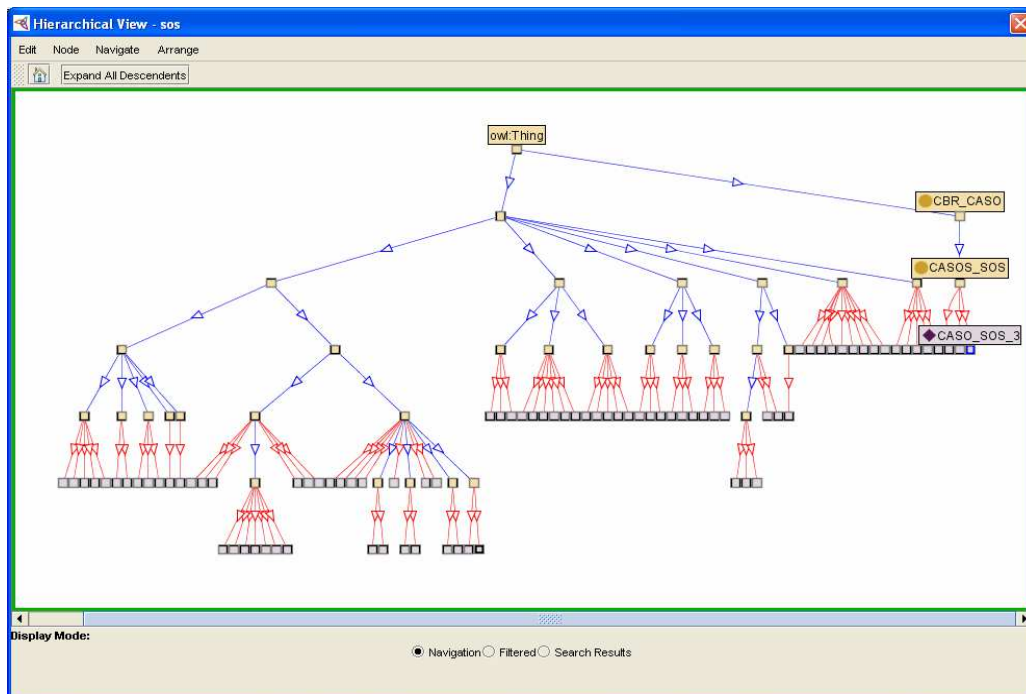 Hierarchical View - sos
Edit Node Navigate Arrange
Expand All Descendents
owl:Thing
CBR_CASO
CASOS_SOS
CASO_SOS_3
Display Mode:
Navigation Filtered Search Results